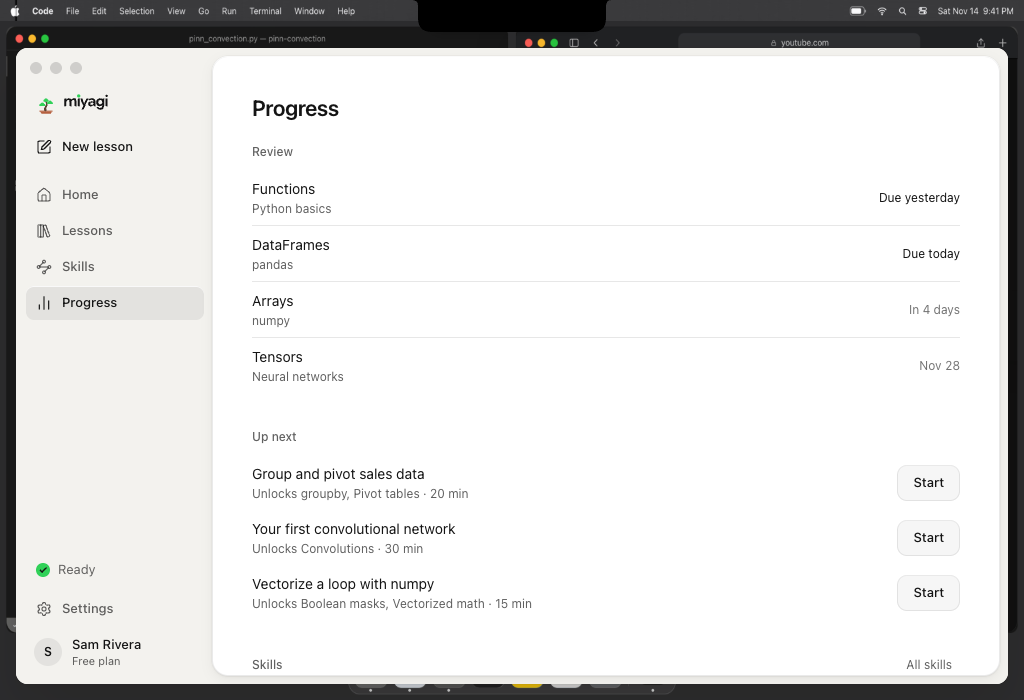 Code File Edit Selection View Go Run Terminal Window Help Sat Nov 14 9:41 PM
pinn_convection.py — pinn-convection
youtube.com
miyagi
New lesson
Home
Lessons
Skills
Progress
Ready
Settings
S
Sam Rivera
Free plan
Progress
Review
Functions
Python basics
Due yesterday
DataFrames
pandas
Due today
Arrays
numpy
In 4 days
Tensors
Neural networks
Nov 28
Up next
Group and pivot sales data
Unlocks groupby, Pivot tables · 20 min
Start
Your first convolutional network
Unlocks Convolutions · 30 min
Start
Vectorize a loop with numpy
Unlocks Boolean masks, Vectorized math · 15 min
Start
Skills
All skills